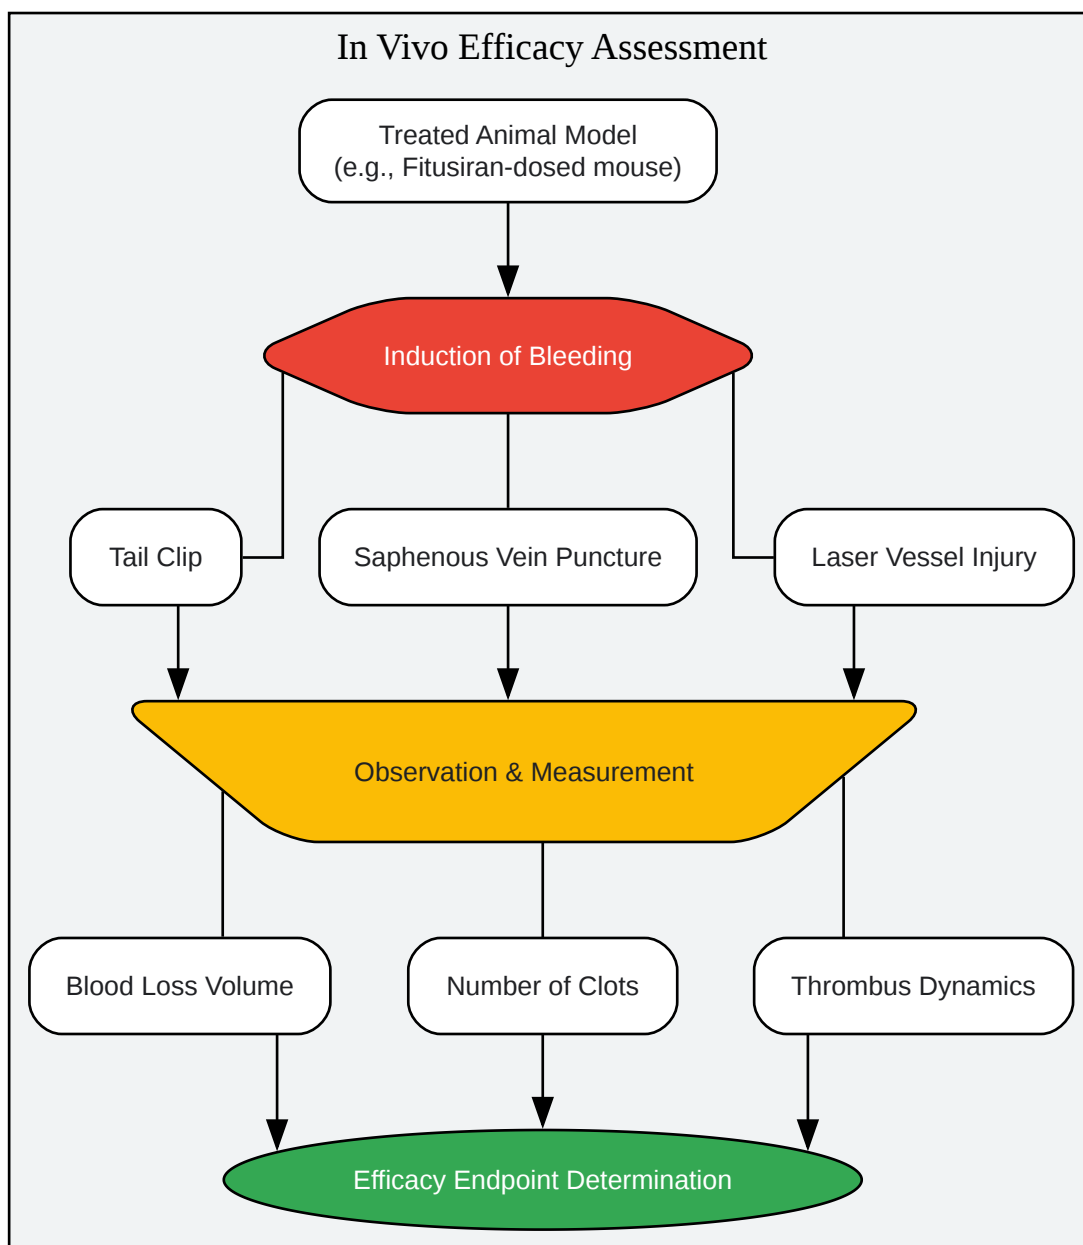 In Vivo Efficacy Assessment
Treated Animal Model
(e.g., Fitusiran-dosed mouse)
Induction of Bleeding
Tail Clip
Saphenous Vein Puncture
Laser Vessel Injury
Observation & Measurement
Blood Loss Volume
Number of Clots
Thrombus Dynamics
Efficacy Endpoint Determination